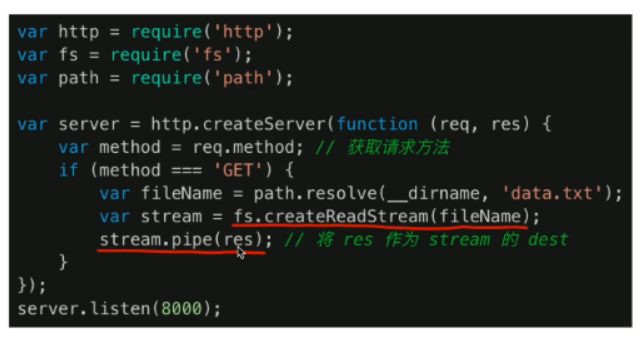 var http = require('http');
var fs = require('fs');
var path = require('path');
var server = http.createServer(function (req, res) {
    var method = req.method; // 获取请求方法
    if (method === 'GET') {
        var fileName = path.resolve(__dirname, 'data.txt');
        var stream = fs.createReadStream(fileName);
        stream.pipe(res); // 将 res 作为 stream 的 dest
    }
});
server.listen(8000);